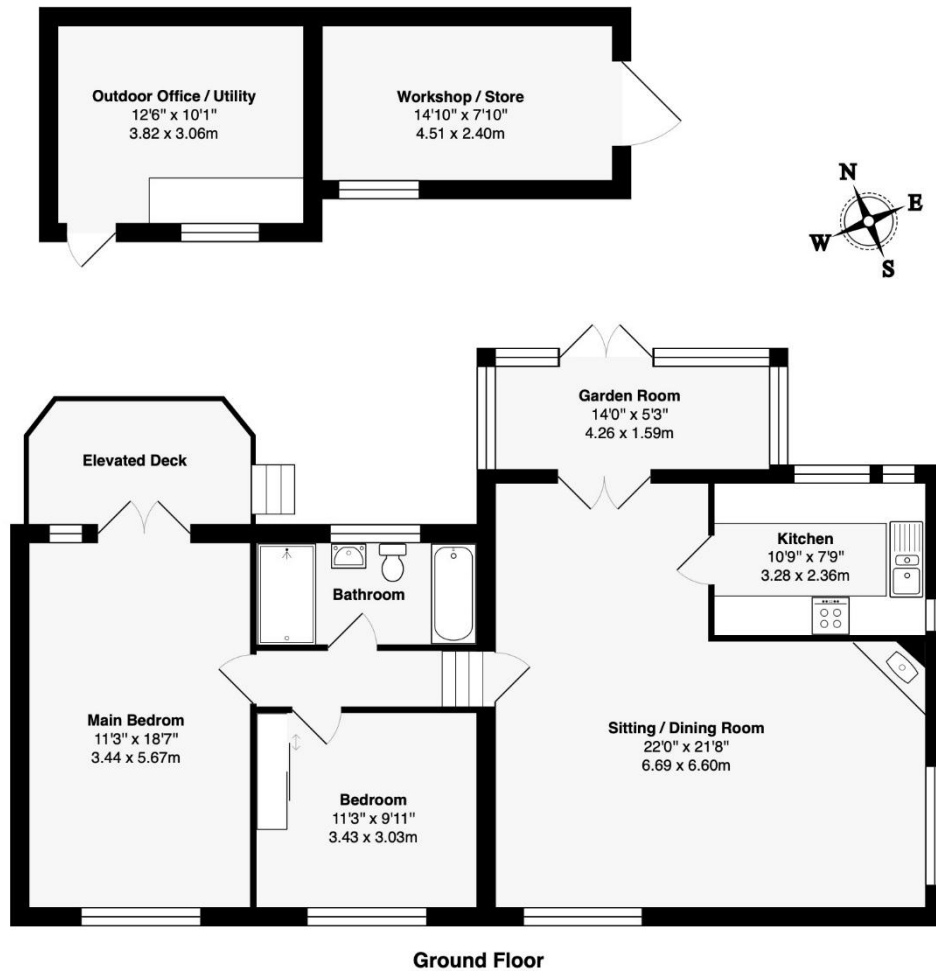 Outdoor Office / Utility
12'6" x 10'1"
3.82 x 3.06m
Workshop / Store
14'10" x 7'10"
4.51 x 2.40m
N
E
W
S
Garden Room
14'0" x 5'3"
4.26 x 1.59m
Elevated Deck
Kitchen
10'9" x 7'9"
3.28 x 2.36m
Bathroom
Main Bedrom
11'3" x 18'7"
3.44 x 5.67m
Sitting / Dining Room
22'0" x 21'8"
6.69 x 6.60m
Bedroom
11'3" x 9'11"
3.43 x 3.03m
Ground Floor